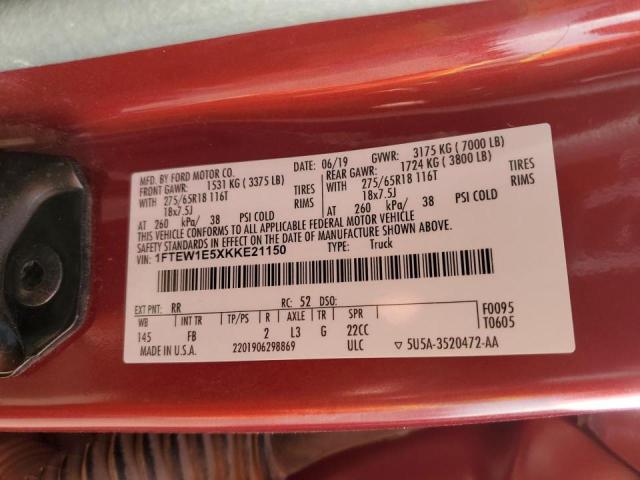 MFD. BY FORD MOTOR CO.
06/19 GVWR: 3175 KG ( 7000 LB)
FRONT GAWR: 1531 KG ( 3375 LB) REAR GAWR: 1724 KG ( 3800 LB)
275/65R18 116T TIRES 275/65R18 116T TIRES
WITH WITH
18x7.5J RIMS 18x7.5J RIMS
AT 260 kPa/ 38 PSI COLD AT 260 kPa/ 38 PSI COLD
THIS VEHICLE CONFORMS TO ALL APPLICABLE FEDERAL MOTOR VEHICLE
SAFETY AND THEFT PREVENTION STANDARDS IN EFFECT ON THE DATE OF MANUFACTURE SHOWN ABOVE.
VIN: 1FTEW1E5XKKE21150 TYPE: Truck
EXT PNT: RR RC: 52 DSO: F0095
WB INT TR TP/PS R AXLE TR SPR T0605
145 FB 2 L3 G 22CC
MADE IN U.S.A. 2201906298869 ULC ▽ 5U5A-3520472-AA